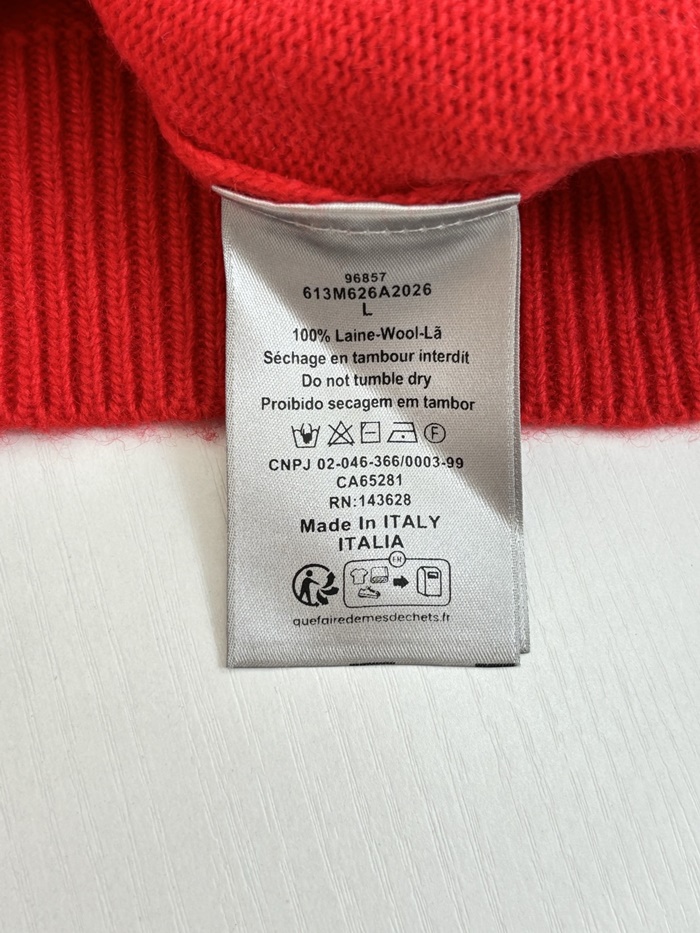 96857
613M626A2026
L
100% Laine-Wool-Lã
Séchage en tambour interdit
Do not tumble dry
Proibido secagem em tambor
F
CNPJ 02-046-366/0003-99
CA65281
RN:143628
Made In ITALY
ITALIA
FR
quefairedemesdechets.fr